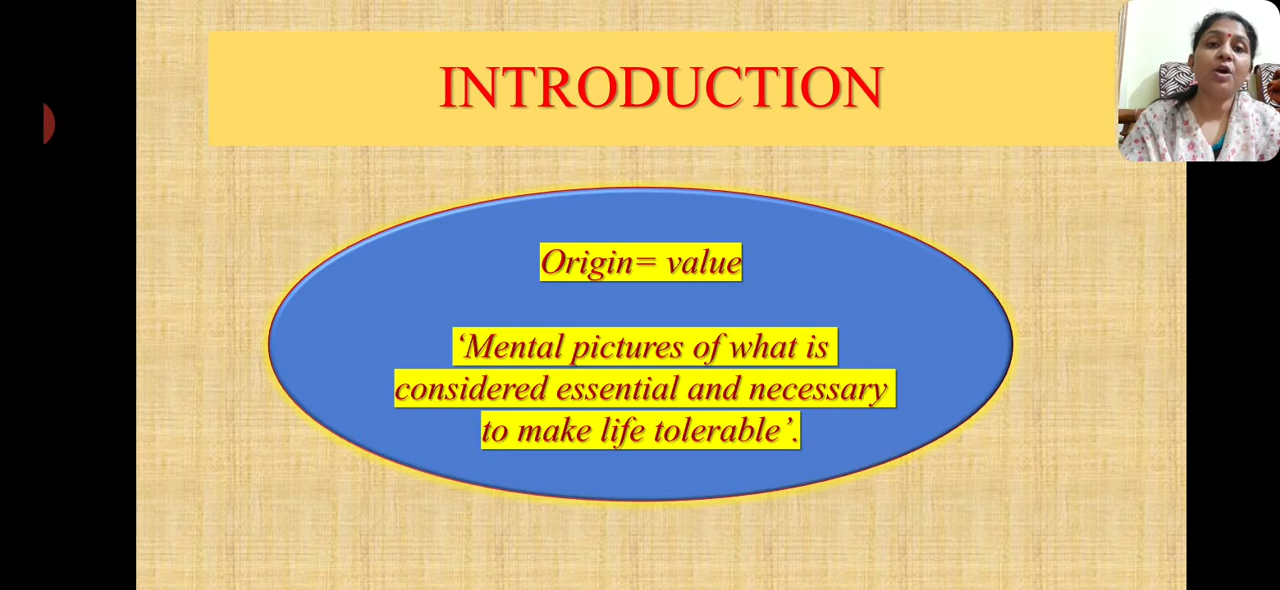 INTRODUCTION
Origin= value
‘Mental pictures of what is
considered essential and necessary
to make life tolerable’.